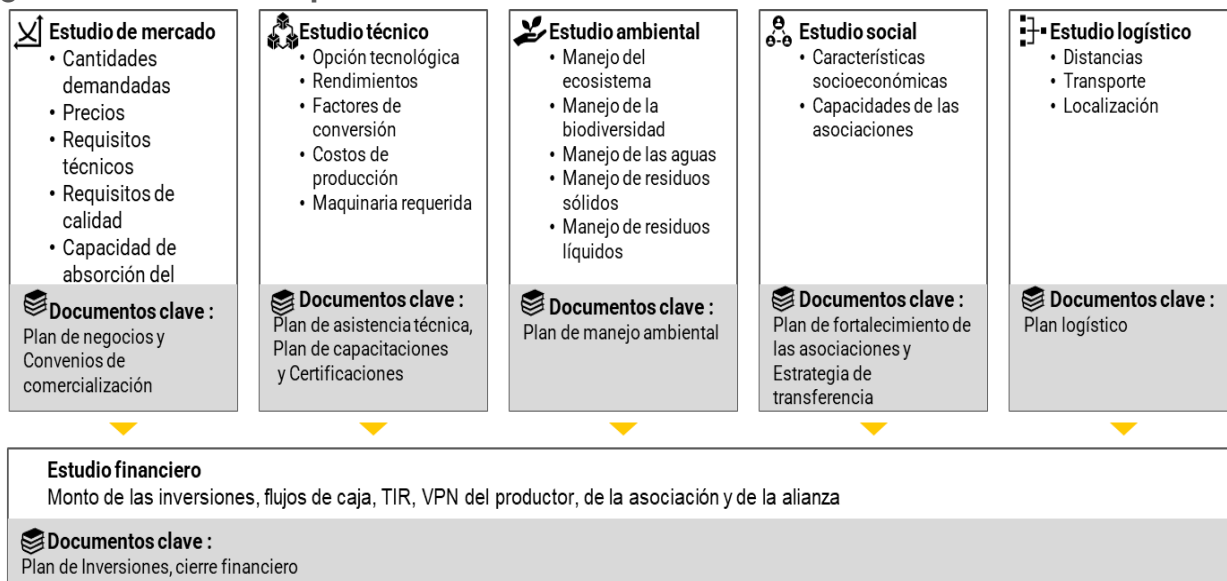 Estudio de mercado
• Cantidades
demandadas
• Precios
• Requisitos
técnicos
• Requisitos de
calidad
• Capacidad de
absorción del
Documentos clave :
Plan de negocios y
Convenios de
comercialización
Estudio técnico
• Opción tecnológica
• Rendimientos
• Factores de
conversión
• Costos de
producción
• Maquinaria requerida
Documentos clave :
Plan de asistencia técnica,
Plan de capacitaciones
y Certificaciones
Estudio ambiental
• Manejo del
ecosistema
• Manejo de la
biodiversidad
• Manejo de las aguas
• Manejo de residuos
sólidos
• Manejo de residuos
líquidos
Documentos clave :
Plan de manejo ambiental
Estudio social
• Características
socioeconómicas
• Capacidades de las
asociaciones
Documentos clave :
Plan de fortalecimiento de
las asociaciones y
Estrategia de
transferencia
Estudio logístico
• Distancias
• Transporte
• Localización
Documentos clave :
Plan logístico
Estudio financiero
Monto de las inversiones, flujos de caja, TIR, VPN del productor, de la asociación y de la alianza
Documentos clave :
Plan de Inversiones, cierre financiero